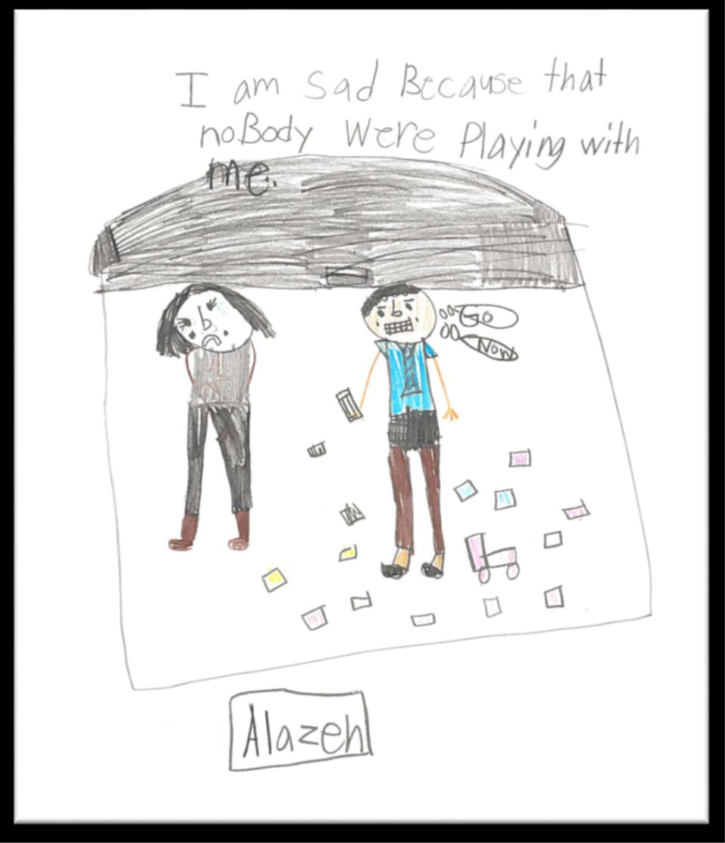 I am sad Because that
noBody were Playing with
me.
Go
Now
Alazeh